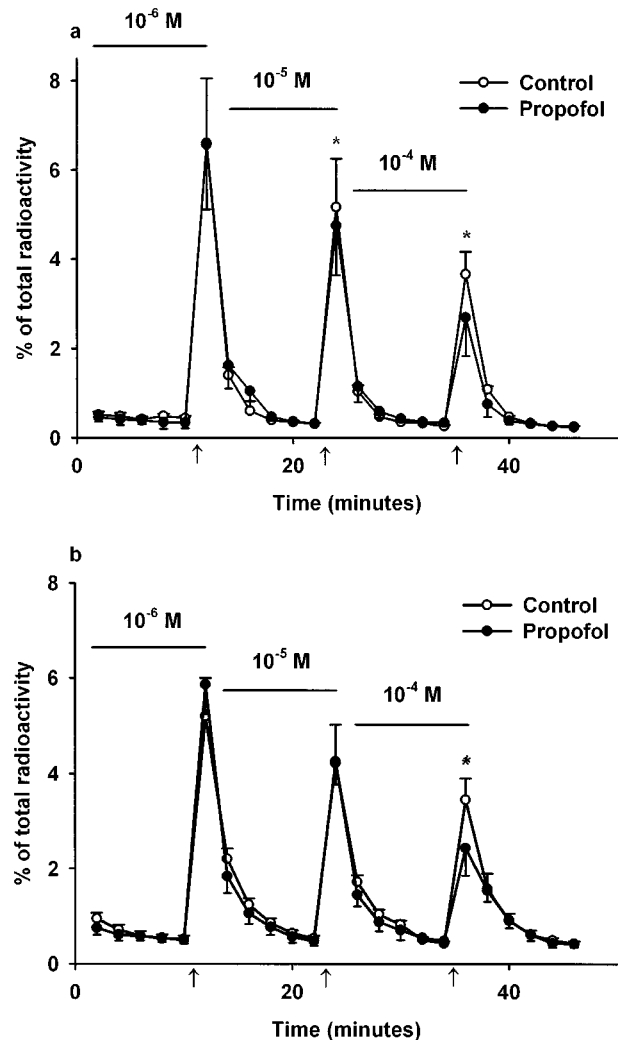 a
10⁻⁶ M
8
10⁻⁵ M
Control
Propofol
*
6
10⁻⁴ M
*
4
2
0
% of total radioactivity
↑ ↑ ↑
0 20 40
Time (minutes)
b
8
Control
Propofol
10⁻⁶ M
10⁻⁵ M
6
10⁻⁴ M
*
4
2
0
% of total radioactivity
↑ ↑ ↑
0 20 40
Time (minutes)